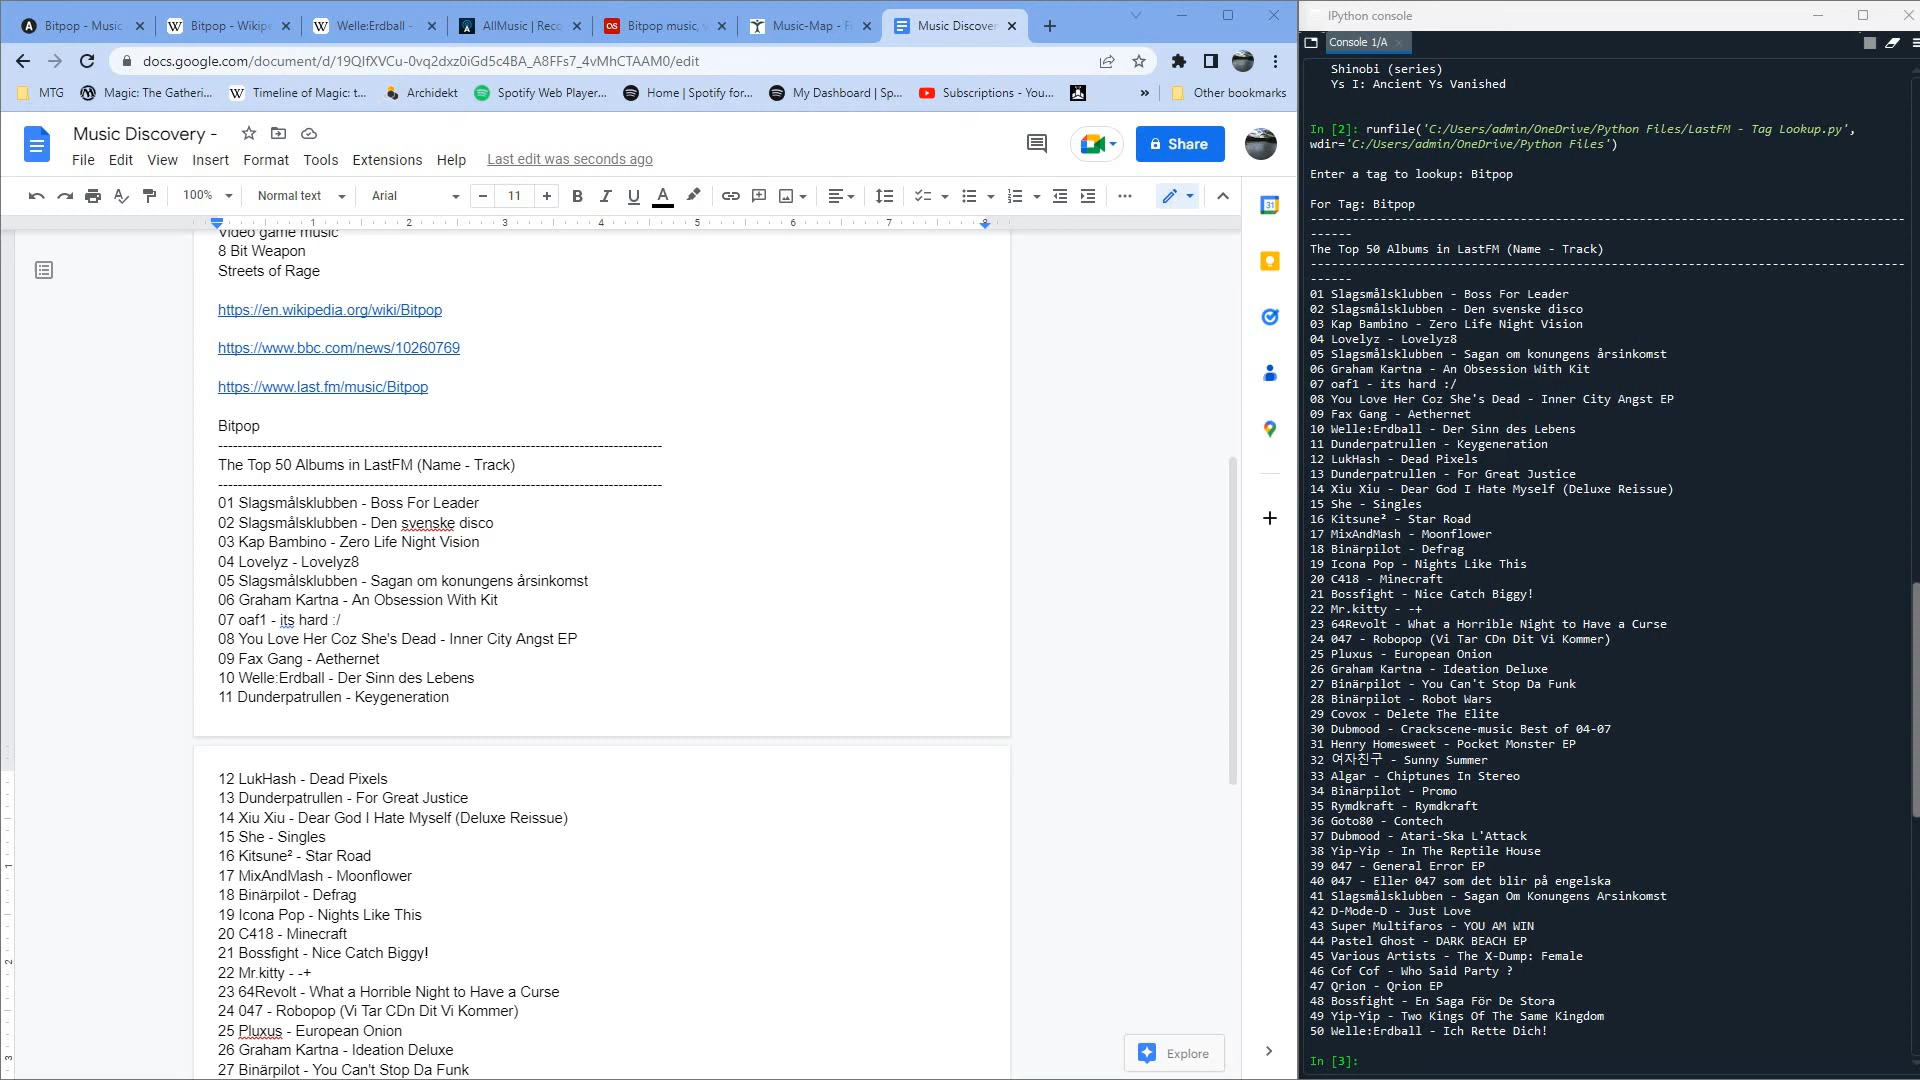 Bitpop - Music
Bitpop - Wikipe
Welle:Erdball -
AllMusic | Reco
Bitpop music, v
Music-Map - F
Music Discover
docs.google.com/document/d/19QIfXVCu-0vq2dxz0iGd5c4BA_A8FFs7_4vMhCTAAM0/edit
MTG
Magic: The Gatheri...
Timeline of Magic: t...
Archidekt
Spotify Web Player...
Home | Spotify for...
My Dashboard | Sp...
Subscriptions - You...
»
Other bookmarks
Music Discovery -
File Edit View Insert Format Tools Extensions Help Last edit was seconds ago
Share
100% Normal text Arial - 11 +
1 2 3 4 5 6 7 8
Video game music
8 Bit Weapon
Streets of Rage
https://en.wikipedia.org/wiki/Bitpop
https://www.bbc.com/news/10260769
https://www.last.fm/music/Bitpop
Bitpop
------------------------------------------------------------------------------------------
The Top 50 Albums in LastFM (Name - Track)
------------------------------------------------------------------------------------------
01 Slagsmålsklubben - Boss For Leader
02 Slagsmålsklubben - Den svenske disco
03 Kap Bambino - Zero Life Night Vision
04 Lovelyz - Lovelyz8
05 Slagsmålsklubben - Sagan om konungens årsinkomst
06 Graham Kartna - An Obsession With Kit
07 oaf1 - its hard :/
08 You Love Her Coz She's Dead - Inner City Angst EP
09 Fax Gang - Aethernet
10 Welle:Erdball - Der Sinn des Lebens
11 Dunderpatrullen - Keygeneration
12 LukHash - Dead Pixels
13 Dunderpatrullen - For Great Justice
14 Xiu Xiu - Dear God I Hate Myself (Deluxe Reissue)
15 She - Singles
16 Kitsune² - Star Road
17 MixAndMash - Moonflower
18 Binärpilot - Defrag
19 Icona Pop - Nights Like This
20 C418 - Minecraft
21 Bossfight - Nice Catch Biggy!
22 Mr.kitty - -+
23 64Revolt - What a Horrible Night to Have a Curse
24 047 - Robopop (Vi Tar CDn Dit Vi Kommer)
25 Pluxus - European Onion
26 Graham Kartna - Ideation Deluxe
27 Binärpilot - You Can't Stop Da Funk
Explore
IPython console
Console 1/A
Shinobi (series)
Ys I: Ancient Ys Vanished
In [2]: runfile('C:/Users/admin/OneDrive/Python Files/LastFM - Tag Lookup.py',
wdir='C:/Users/admin/OneDrive/Python Files')
Enter a tag to lookup: Bitpop
For Tag: Bitpop
------------------------------------------------------------------------------------
------
The Top 50 Albums in LastFM (Name - Track)
------------------------------------------------------------------------------------
------
01 Slagsmålsklubben - Boss For Leader
02 Slagsmålsklubben - Den svenske disco
03 Kap Bambino - Zero Life Night Vision
04 Lovelyz - Lovelyz8
05 Slagsmålsklubben - Sagan om konungens årsinkomst
06 Graham Kartna - An Obsession With Kit
07 oaf1 - its hard :/
08 You Love Her Coz She's Dead - Inner City Angst EP
09 Fax Gang - Aethernet
10 Welle:Erdball - Der Sinn des Lebens
11 Dunderpatrullen - Keygeneration
12 LukHash - Dead Pixels
13 Dunderpatrullen - For Great Justice
14 Xiu Xiu - Dear God I Hate Myself (Deluxe Reissue)
15 She - Singles
16 Kitsune² - Star Road
17 MixAndMash - Moonflower
18 Binärpilot - Defrag
19 Icona Pop - Nights Like This
20 C418 - Minecraft
21 Bossfight - Nice Catch Biggy!
22 Mr.kitty - -+
23 64Revolt - What a Horrible Night to Have a Curse
24 047 - Robopop (Vi Tar CDn Dit Vi Kommer)
25 Pluxus - European Onion
26 Graham Kartna - Ideation Deluxe
27 Binärpilot - You Can't Stop Da Funk
28 Binärpilot - Robot Wars
29 Covox - Delete The Elite
30 Dubmood - Crackscene-music Best of 04-07
31 Henry Homesweet - Pocket Monster EP
32 여자친구 - Sunny Summer
33 Algar - Chiptunes In Stereo
34 Binärpilot - Promo
35 Rymdkraft - Rymdkraft
36 Goto80 - Contech
37 Dubmood - Atari-Ska L'Attack
38 Yip-Yip - In The Reptile House
39 047 - General Error EP
40 047 - Eller 047 som det blir på engelska
41 Slagsmålsklubben - Sagan Om Konungens Arsinkomst
42 D-Mode-D - Just Love
43 Super Multifaros - YOU AM WIN
44 Pastel Ghost - DARK BEACH EP
45 Various Artists - The X-Dump: Female
46 Cof Cof - Who Said Party ?
47 Qrion - Qrion EP
48 Bossfight - En Saga För De Stora
49 Yip-Yip - Two Kings Of The Same Kingdom
50 Welle:Erdball - Ich Rette Dich!
In [3]: